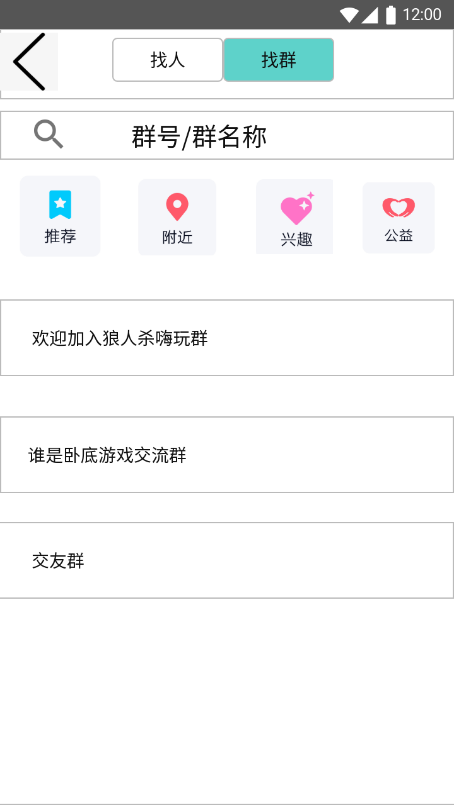 12:00
找人
找群
群号/群名称
推荐
附近
兴趣
公益
欢迎加入狼人杀嗨玩群
谁是卧底游戏交流群
交友群